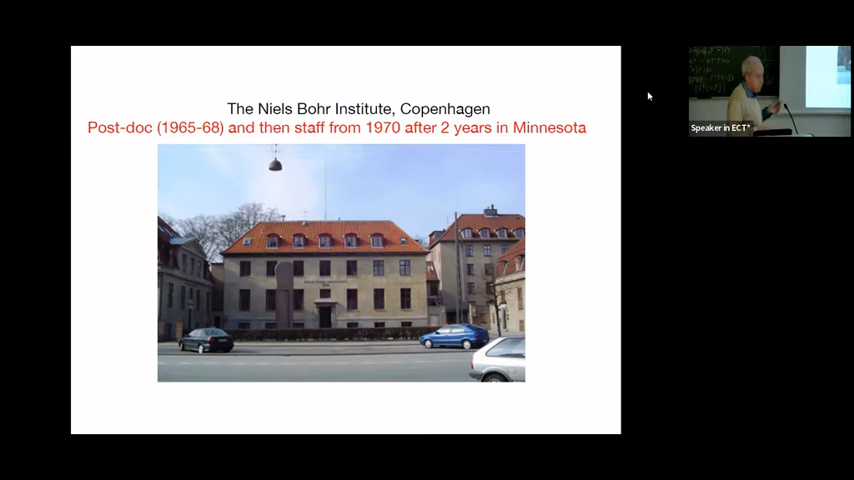 The Niels Bohr Institute, Copenhagen
Post-doc (1965-68) and then staff from 1970 after 2 years in Minnesota
Speaker in ECT*